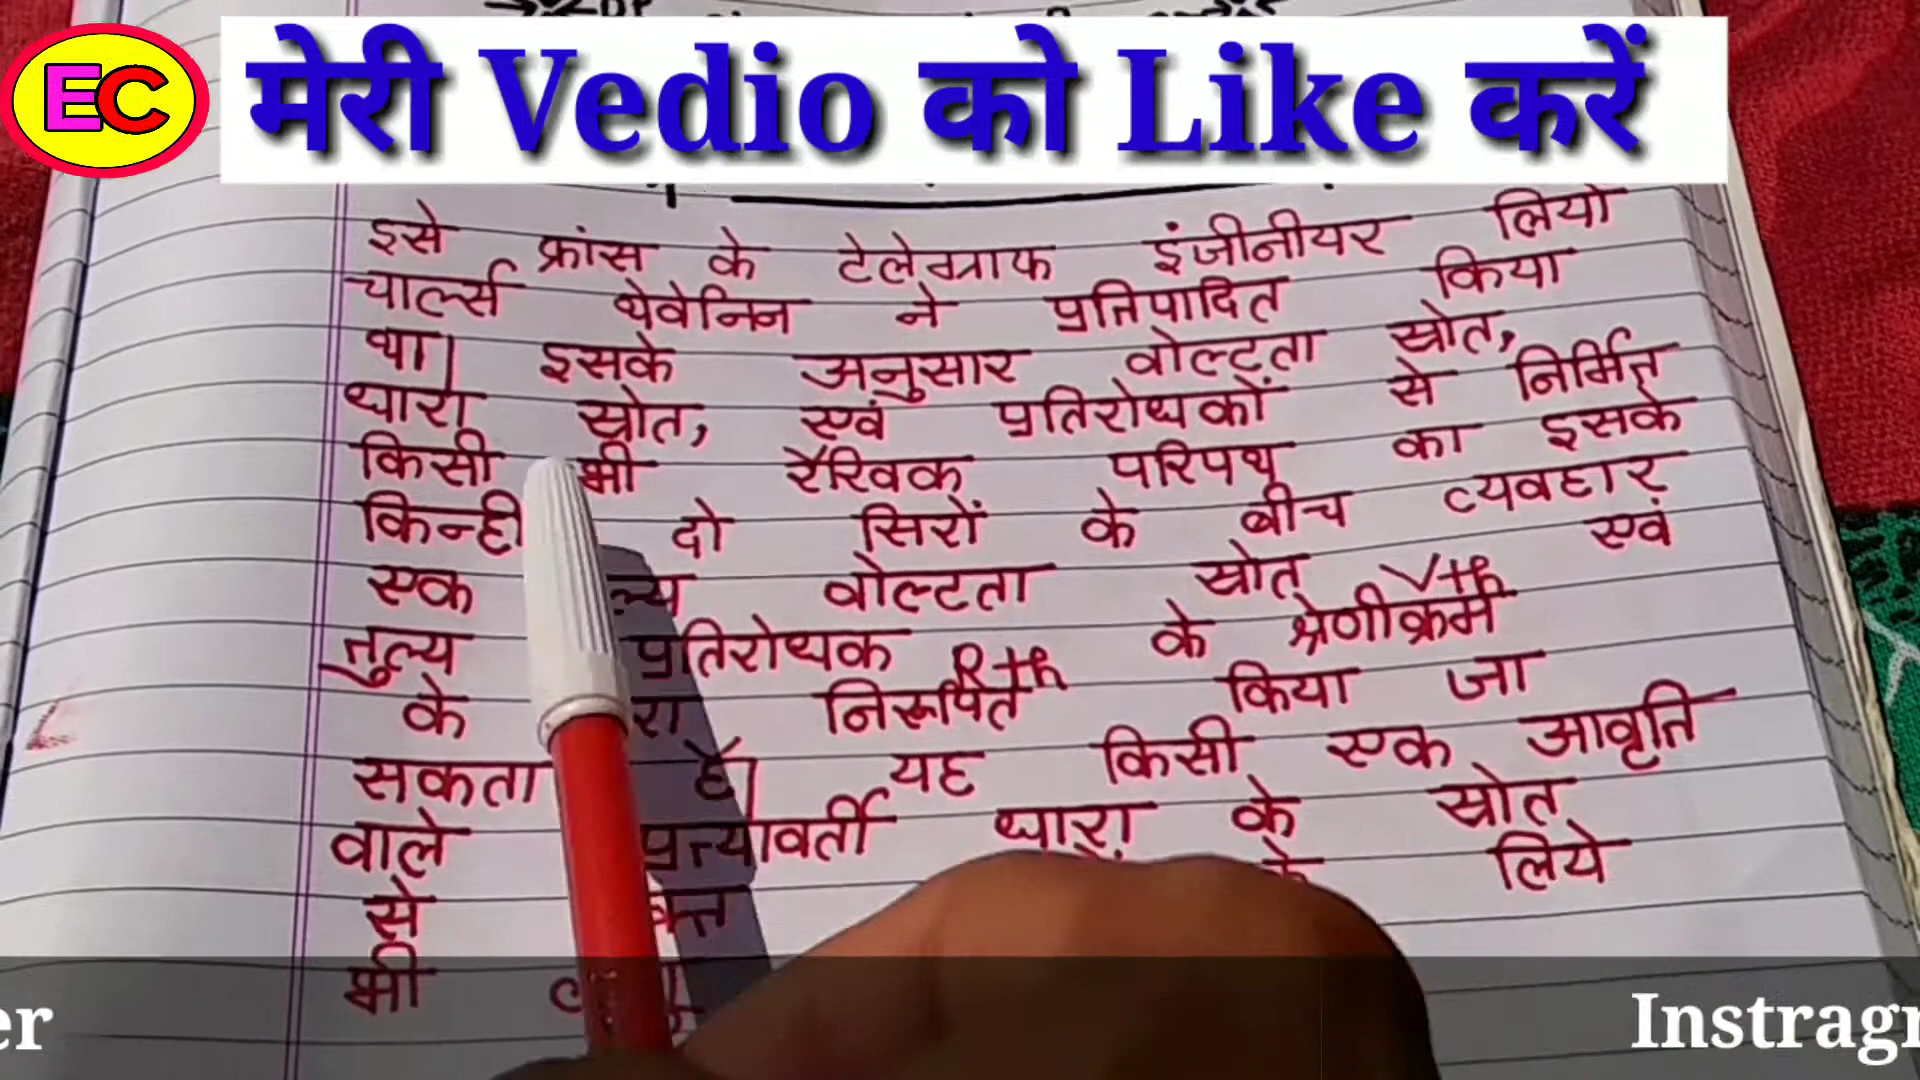 EC
मेरी Vedio को Like करें
इसे फ्रांस के टेलेग्राफ इंजीनीयर लियो
चार्ल्स थेवेनिन ने प्रतिपादित किया
था। इसके अनुसार वोल्टता स्रोत,
धारा स्रोत, एवं प्रतिरोधकों से निर्मित
किसी भी रैखिक परिपथ का इसके
किन्ही दो सिरों के बीच व्यवहार
एक वोल्टता स्रोत Vth एवं
तुल्य प्रतिरोधक Rth के श्रेणीक्रम
के निरूपित किया जा
सकता है। यह किसी एक आवृति
वाले प्रत्यावर्ती धारा के स्रोत
से के लिये
भी
er Instragr